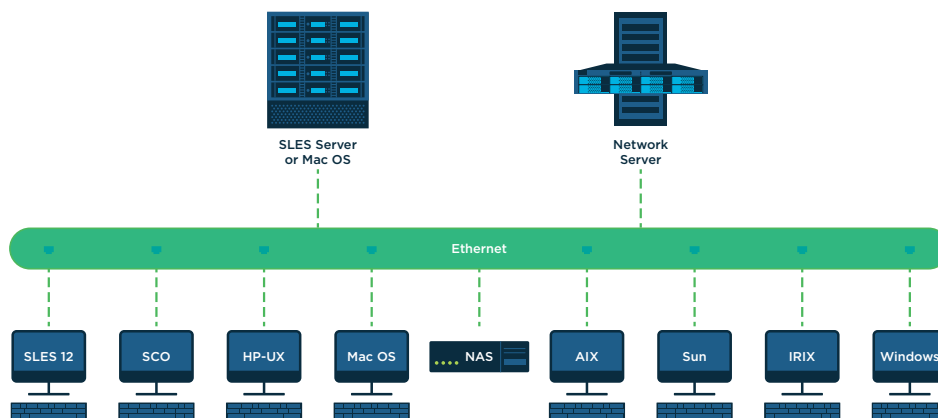 SLES Server
or Mac OS
Network
Server
Ethernet
SLES 12
SCO
HP-UX
Mac OS
NAS
AIX
Sun
IRIX
Windows